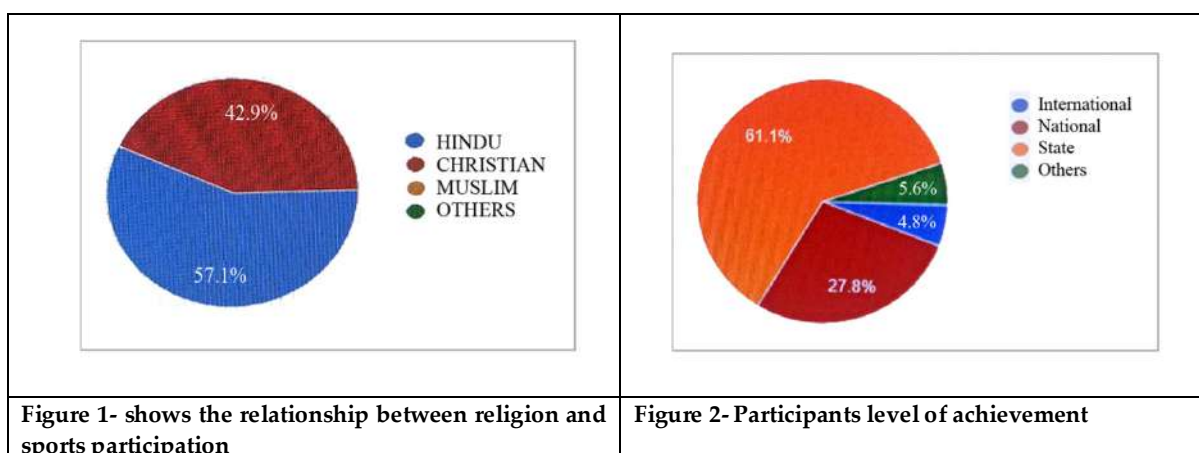 42.9%
57.1%
HINDU
CHRISTIAN
MUSLIM
OTHERS
61.1%
5.6%
4.8%
27.8%
International
National
State
Others
Figure 1- shows the relationship between religion and
sports participation
Figure 2- Participants level of achievement